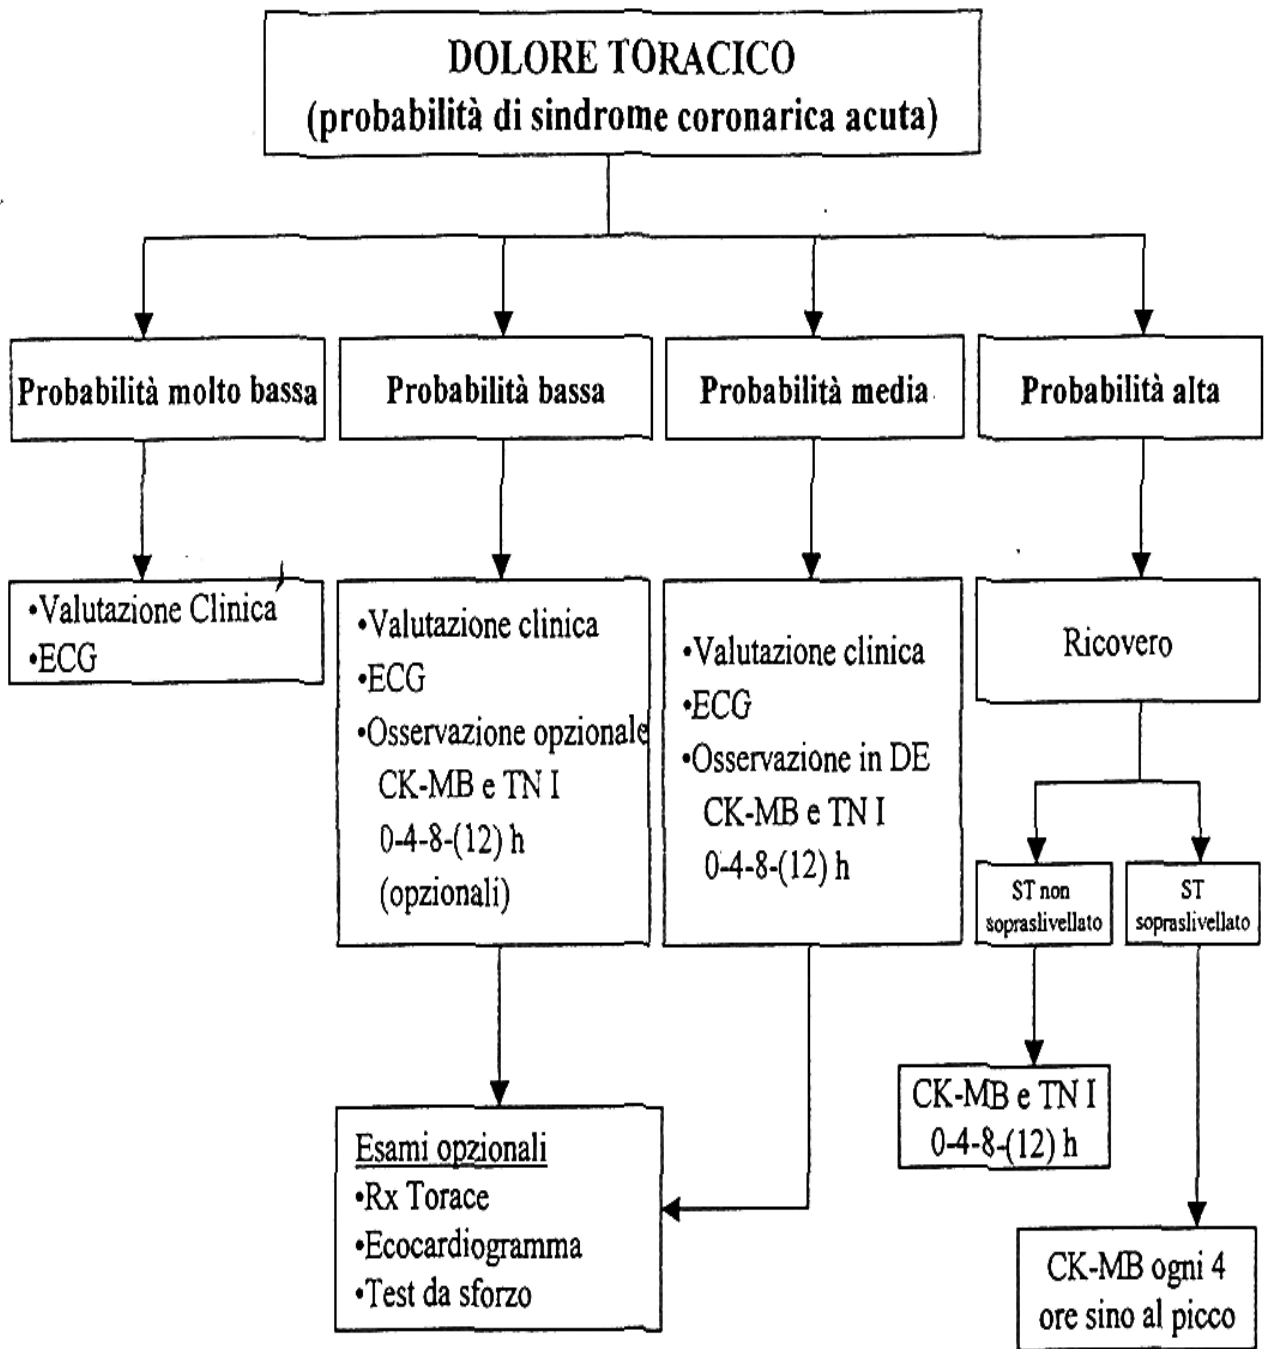 DOLORE TORACICO
(probabilità di sindrome coronarica acuta)
Probabilità molto bassa
Probabilità bassa
Probabilità media
Probabilità alta
•Valutazione Clinica
•ECG
•Valutazione clinica
•ECG
•Osservazione opzionale
CK-MB e TN I
0-4-8-(12) h
(opzionali)
•Valutazione clinica
•ECG
•Osservazione in DE
CK-MB e TN I
0-4-8-(12) h
Ricovero
ST non
sopraslivellato
ST
sopraslivellato
CK-MB e TN I
0-4-8-(12) h
Esami opzionali
•Rx Torace
•Ecocardiogramma
•Test da sforzo
CK-MB ogni 4
ore sino al picco